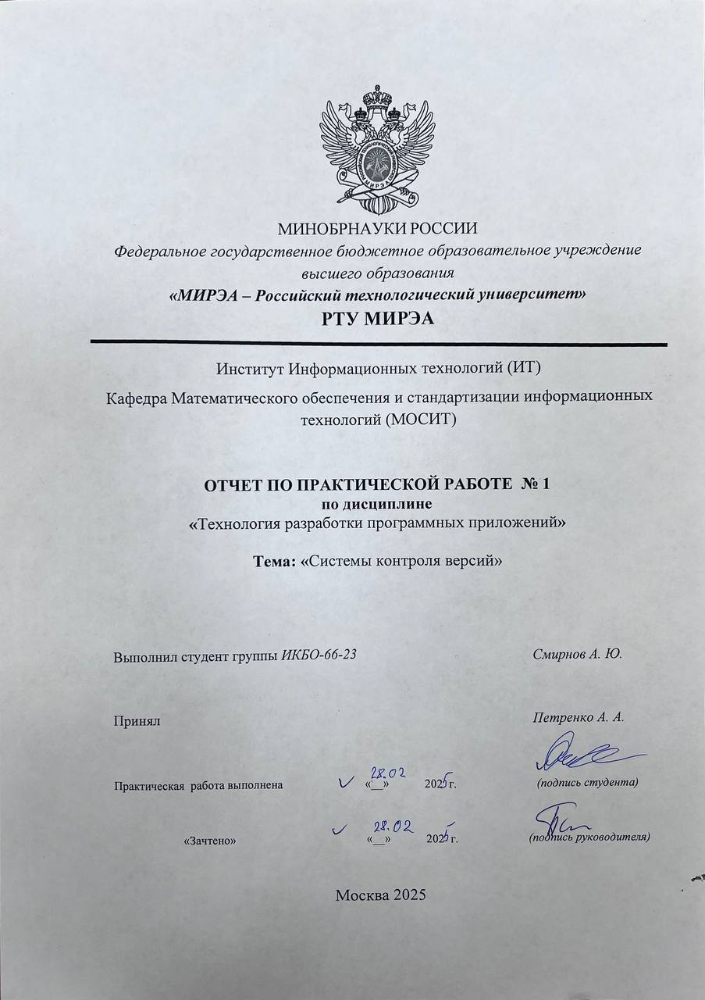 МИНОБРНАУКИ РОССИИ
Федеральное государственное бюджетное образовательное учреждение
высшего образования
«МИРЭА – Российский технологический университет»
РТУ МИРЭА
Институт Информационных технологий (ИТ)
Кафедра Математического обеспечения и стандартизации информационных
технологий (МОСИТ)
ОТЧЕТ ПО ПРАКТИЧЕСКОЙ РАБОТЕ № 1
по дисциплине
«Технология разработки программных приложений»
Тема: «Системы контроля версий»
Выполнил студент группы ИКБО-66-23 Смирнов А. Ю.
Принял Петренко А. А.
Практическая работа выполнена «__» 28.02 2025 г. (подпись студента)
«Зачтено» «__» 28.02 2025 г. (подпись руководителя)
Москва 2025